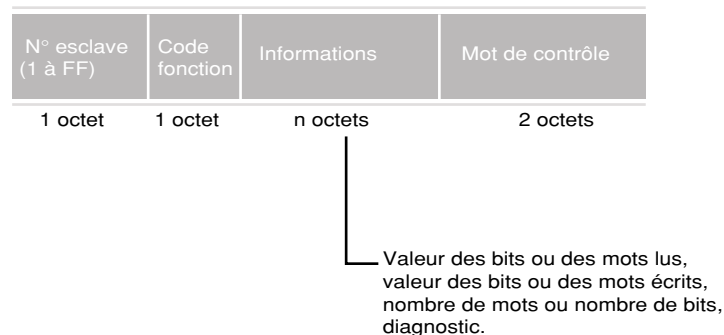 N° esclave
(1 à FF)
Code
fonction
Informations
Mot de contrôle
1 octet
1 octet
n octets
2 octets
Valeur des bits ou des mots lus,
valeur des bits ou des mots écrits,
nombre de mots ou nombre de bits,
diagnostic.